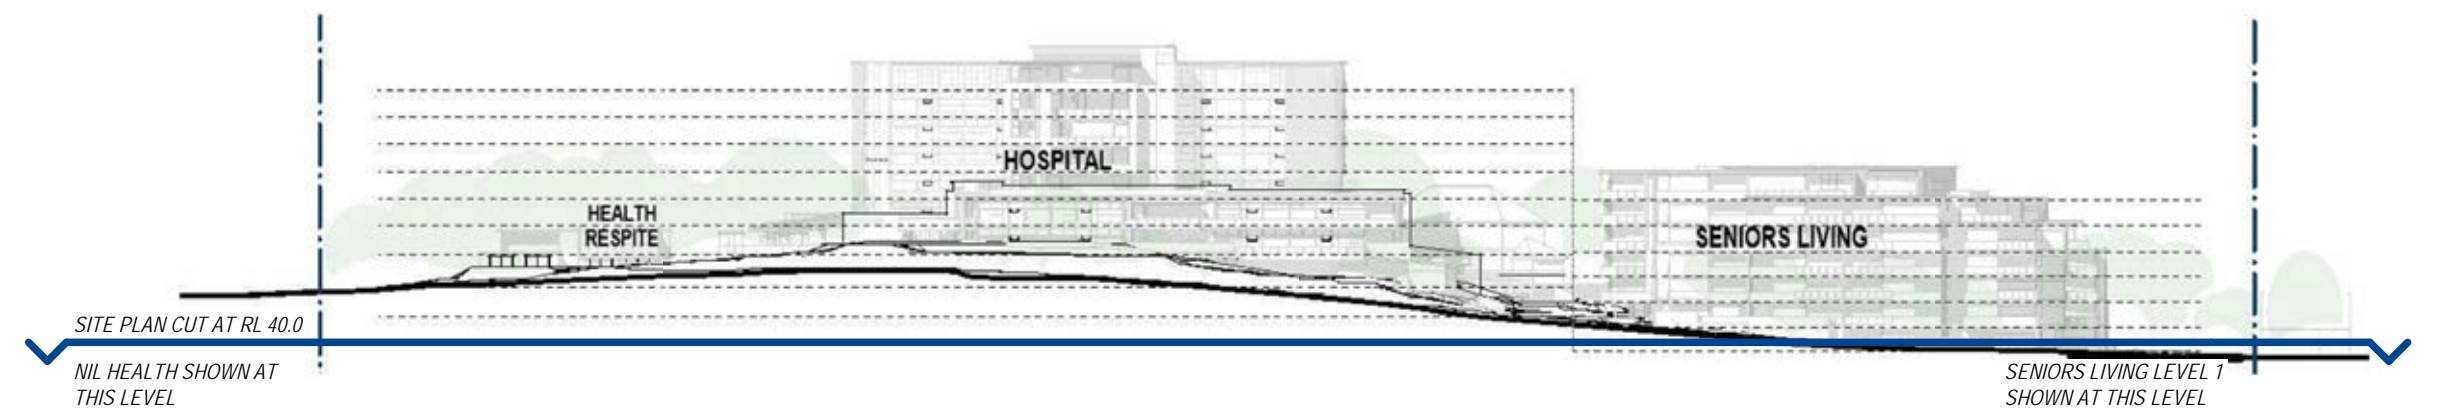 HOSPITAL
HEALTH
RESPITE
SENIORS LIVING
SITE PLAN CUT AT RL 40.0
NIL HEALTH SHOWN AT
THIS LEVEL
SENIORS LIVING LEVEL 1
SHOWN AT THIS LEVEL